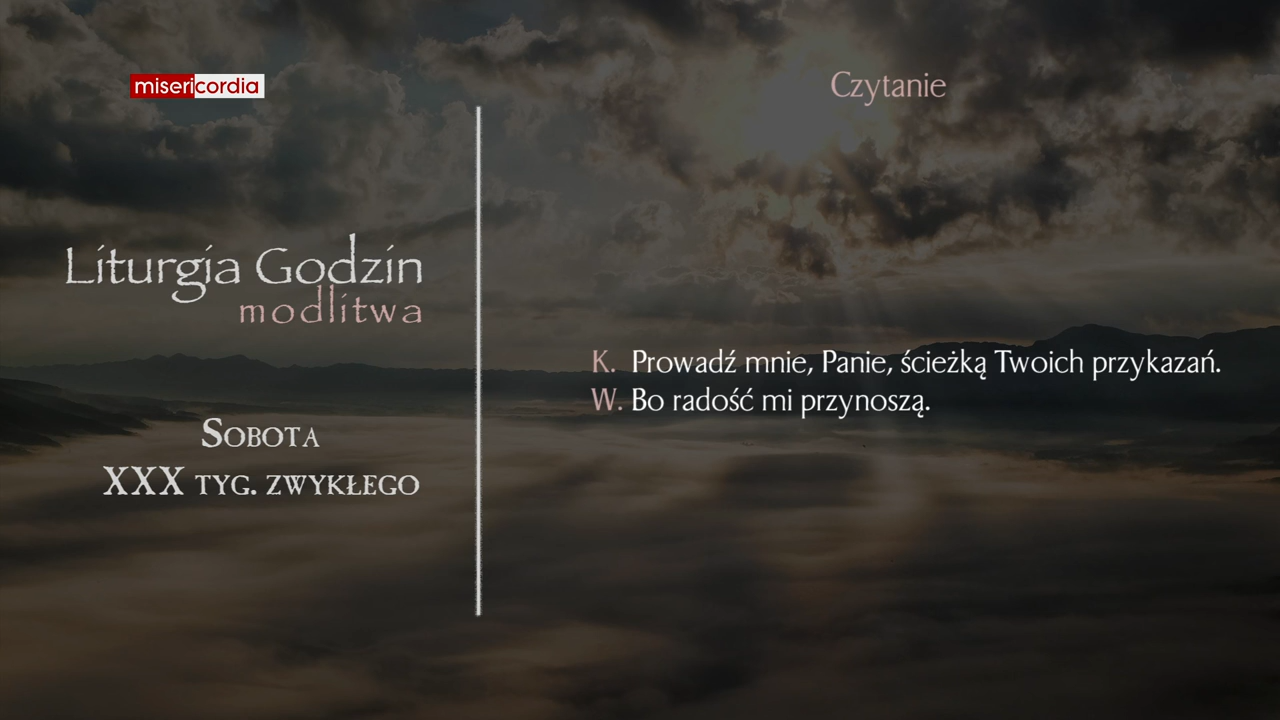 misericordia
Liturgia Godzin
modlitwa
Sobota
XXX tyg. zwykłego
Czytanie
K. Prowadź mnie, Panie, ścieżką Twoich przykazań.
W. Bo radość mi przynoszą.